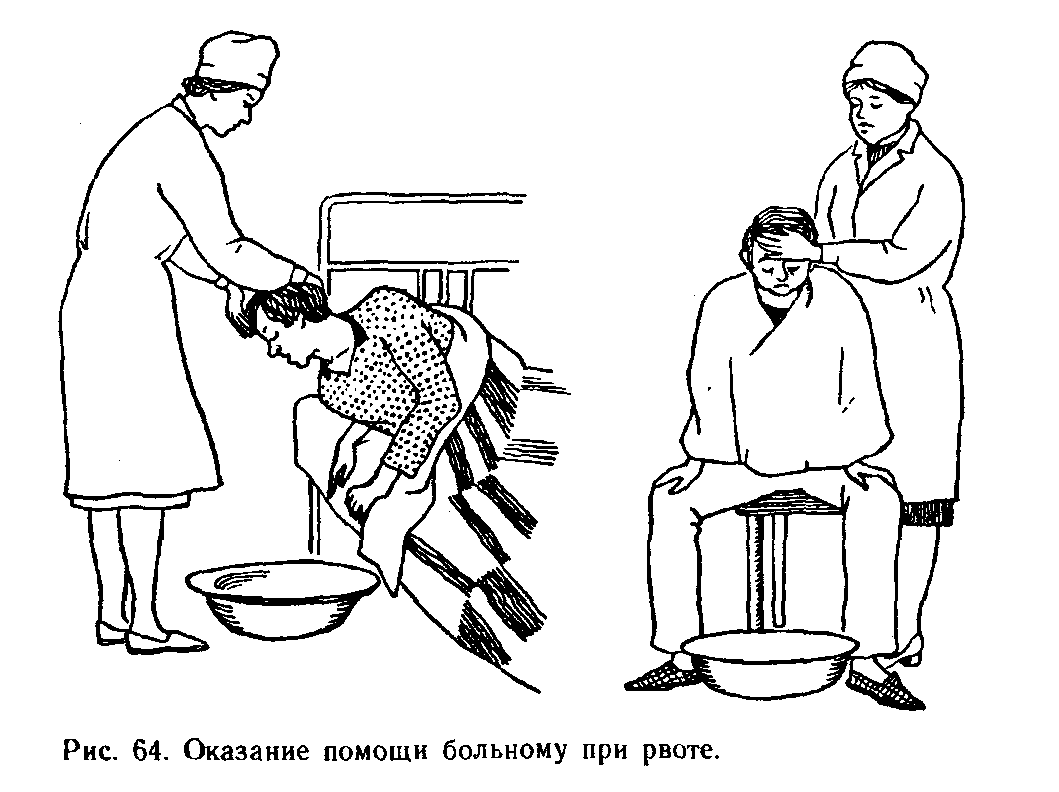 Рис. 64. Оказание помощи больному при рвоте.